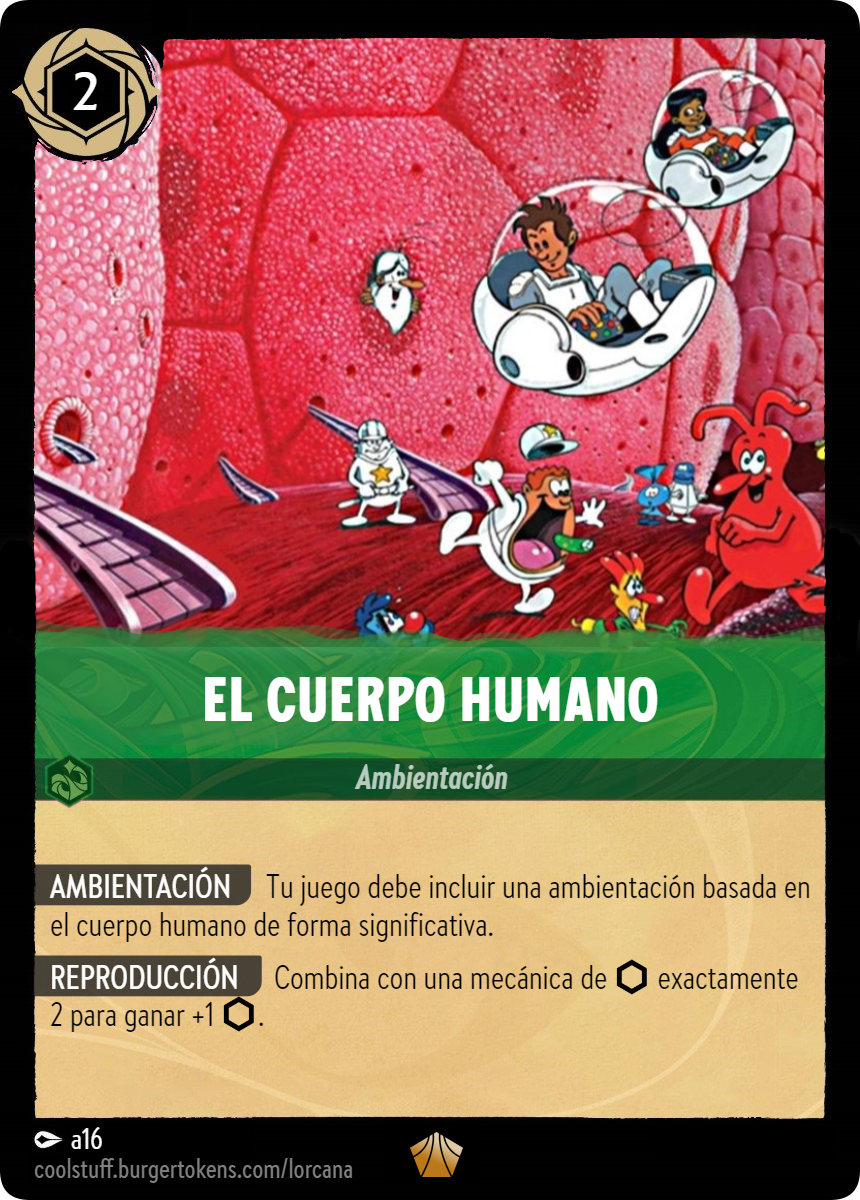 2
EL CUERPO HUMANO
Ambientación
AMBIENTACIÓN Tu juego debe incluir una ambientación basada en
el cuerpo humano de forma significativa.
REPRODUCCIÓN Combina con una mecánica de ⬡ exactamente
2 para ganar +1 ⬡.
a16
coolstuff.burgertokens.com/lorcana